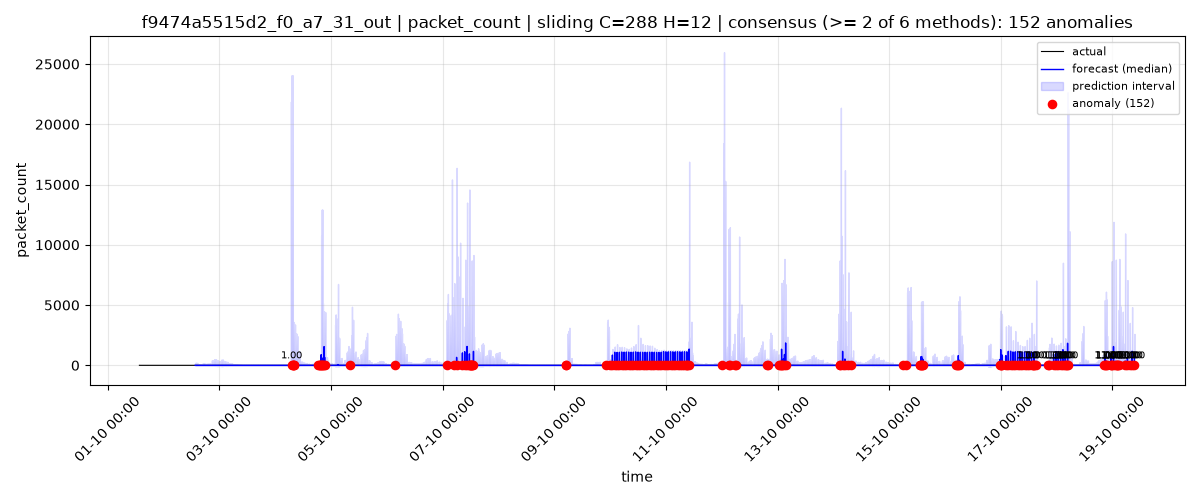 f9474a5515d2_f0_a7_31_out | packet_count | sliding C=288 H=12 | consensus (>= 2 of 6 methods): 152 anomalies
packet_count
25000
20000
15000
10000
5000
0
actual
forecast (median)
prediction interval
anomaly (152)
1.00
01-10 00:00
03-10 00:00
05-10 00:00
07-10 00:00
09-10 00:00
11-10 00:00
13-10 00:00
15-10 00:00
17-10 00:00
19-10 00:00
time